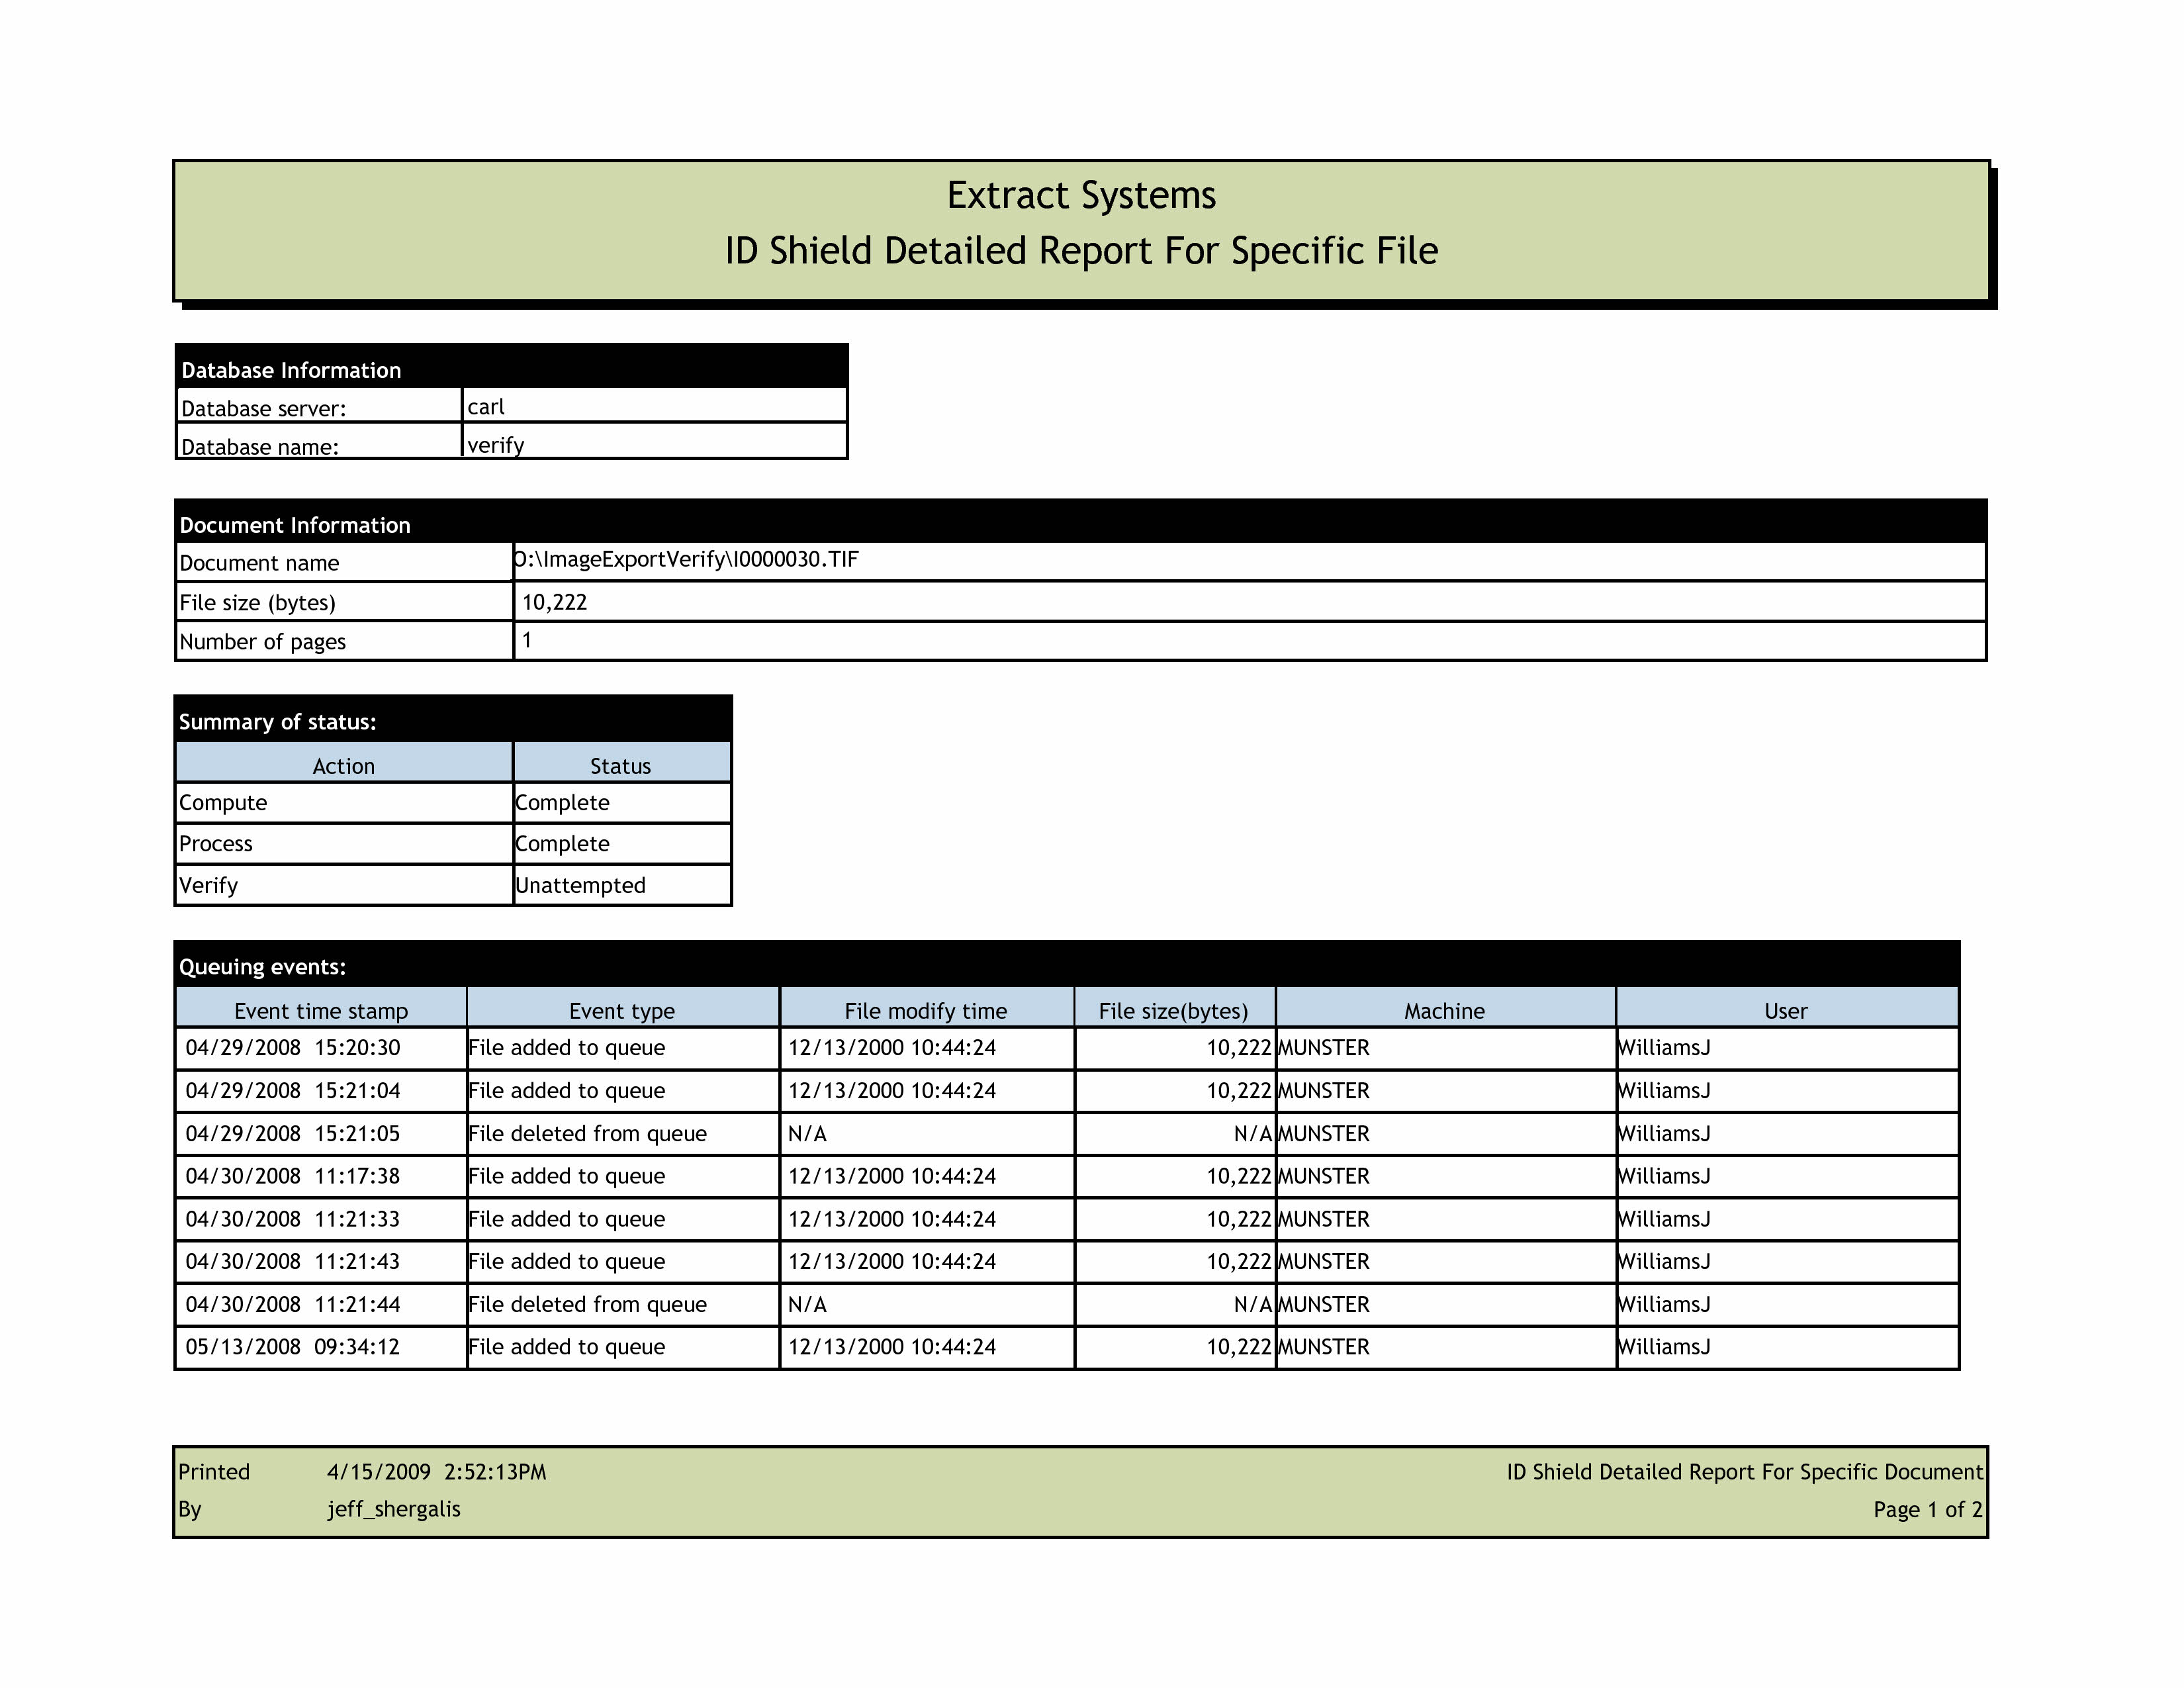 Extract Systems
ID Shield Detailed Report For Specific File
Database Information
Database server: carl
Database name: verify
Document Information
Document name O:\ImageExportVerify\I0000030.TIF
File size (bytes) 10,222
Number of pages 1
Summary of status:
Action Status
Compute Complete
Process Complete
Verify Unattempted
Queuing events:
Event time stamp Event type File modify time File size(bytes) Machine User
04/29/2008 15:20:30 File added to queue 12/13/2000 10:44:24 10,222 MUNSTER WilliamsJ
04/29/2008 15:21:04 File added to queue 12/13/2000 10:44:24 10,222 MUNSTER WilliamsJ
04/29/2008 15:21:05 File deleted from queue N/A N/A MUNSTER WilliamsJ
04/30/2008 11:17:38 File added to queue 12/13/2000 10:44:24 10,222 MUNSTER WilliamsJ
04/30/2008 11:21:33 File added to queue 12/13/2000 10:44:24 10,222 MUNSTER WilliamsJ
04/30/2008 11:21:43 File added to queue 12/13/2000 10:44:24 10,222 MUNSTER WilliamsJ
04/30/2008 11:21:44 File deleted from queue N/A N/A MUNSTER WilliamsJ
05/13/2008 09:34:12 File added to queue 12/13/2000 10:44:24 10,222 MUNSTER WilliamsJ
Printed 4/15/2009 2:52:13PM ID Shield Detailed Report For Specific Document
By jeff_shergalis Page 1 of 2